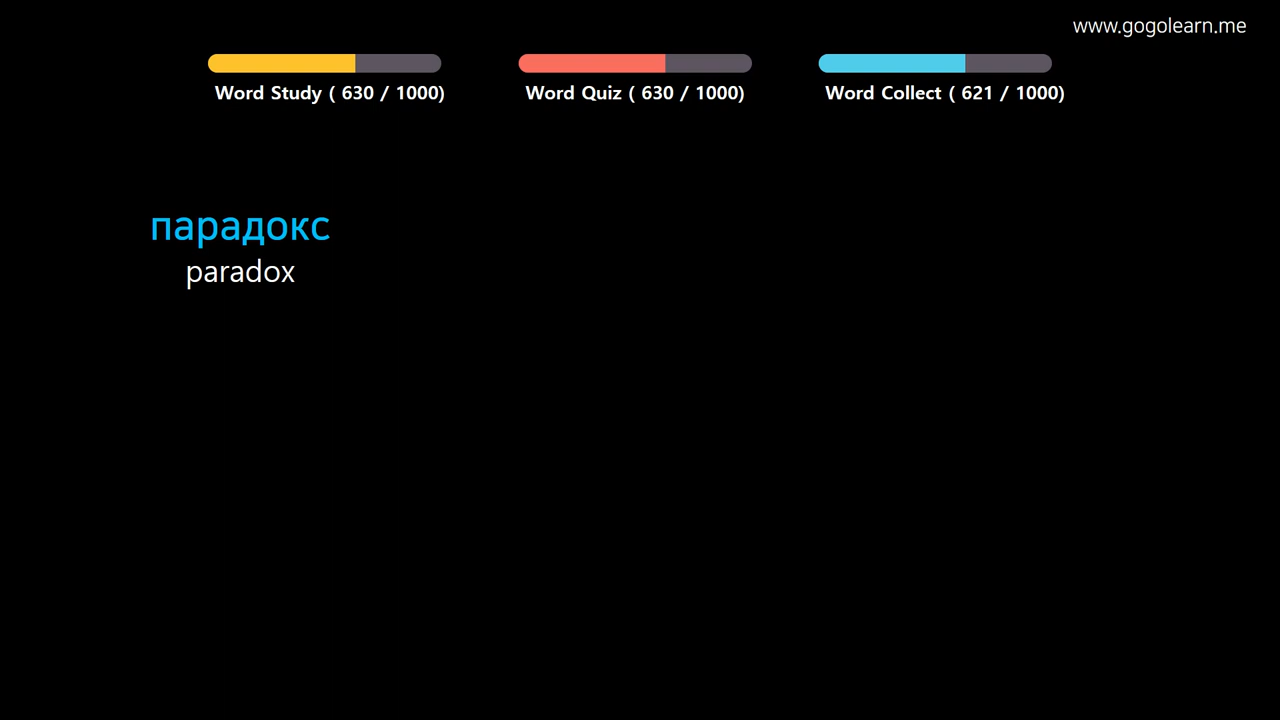 www.gogolearn.me
Word Study ( 630 / 1000)
Word Quiz ( 630 / 1000)
Word Collect ( 621 / 1000)
парадокс
paradox